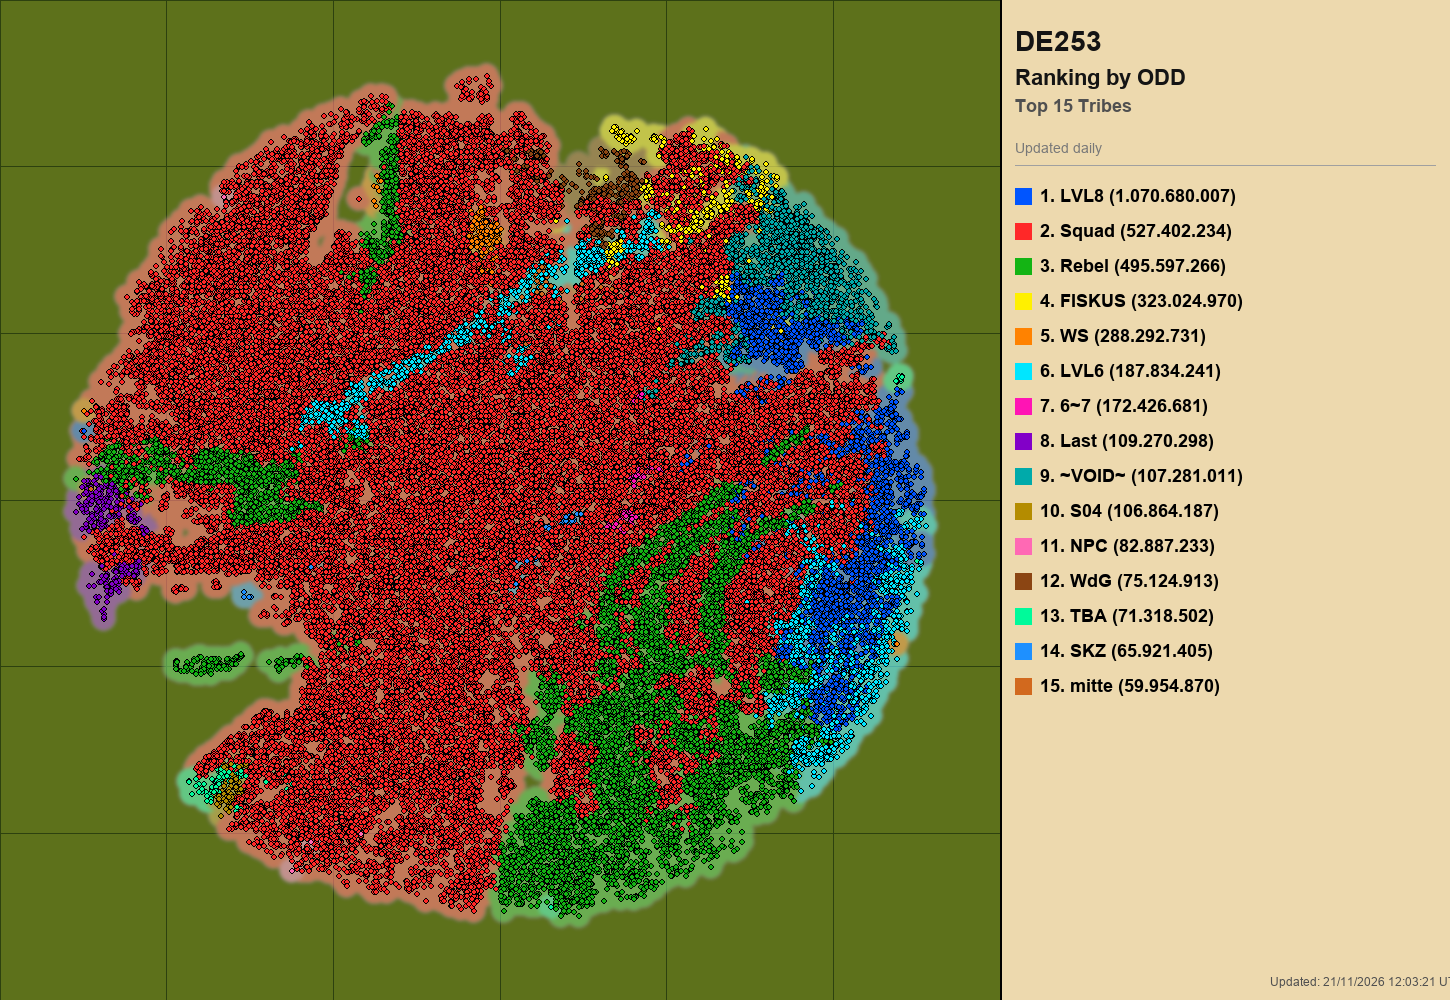 DE253
Ranking by ODD
Top 15 Tribes
Updated daily
1. LVL8 (1.070.680.007)
2. Squad (527.402.234)
3. Rebel (495.597.266)
4. FISKUS (323.024.970)
5. WS (288.292.731)
6. LVL6 (187.834.241)
7. 6~7 (172.426.681)
8. Last (109.270.298)
9. ~VOID~ (107.281.011)
10. S04 (106.864.187)
11. NPC (82.887.233)
12. WdG (75.124.913)
13. TBA (71.318.502)
14. SKZ (65.921.405)
15. mitte (59.954.870)
Updated: 21/11/2026 12:03:21 U